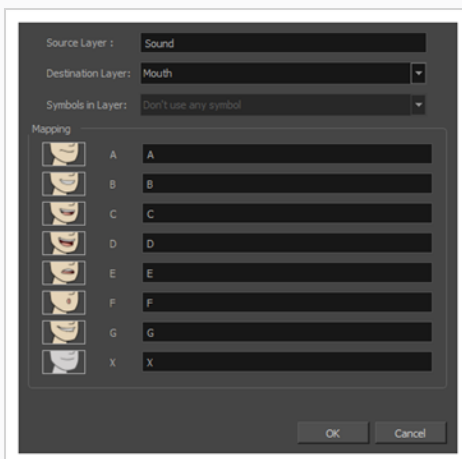 Source Layer : Sound
Destination Layer: Mouth
Symbols in Layer: Don't use any symbol
Mapping
A A
B B
C C
D D
E E
F F
G G
X X
OK Cancel